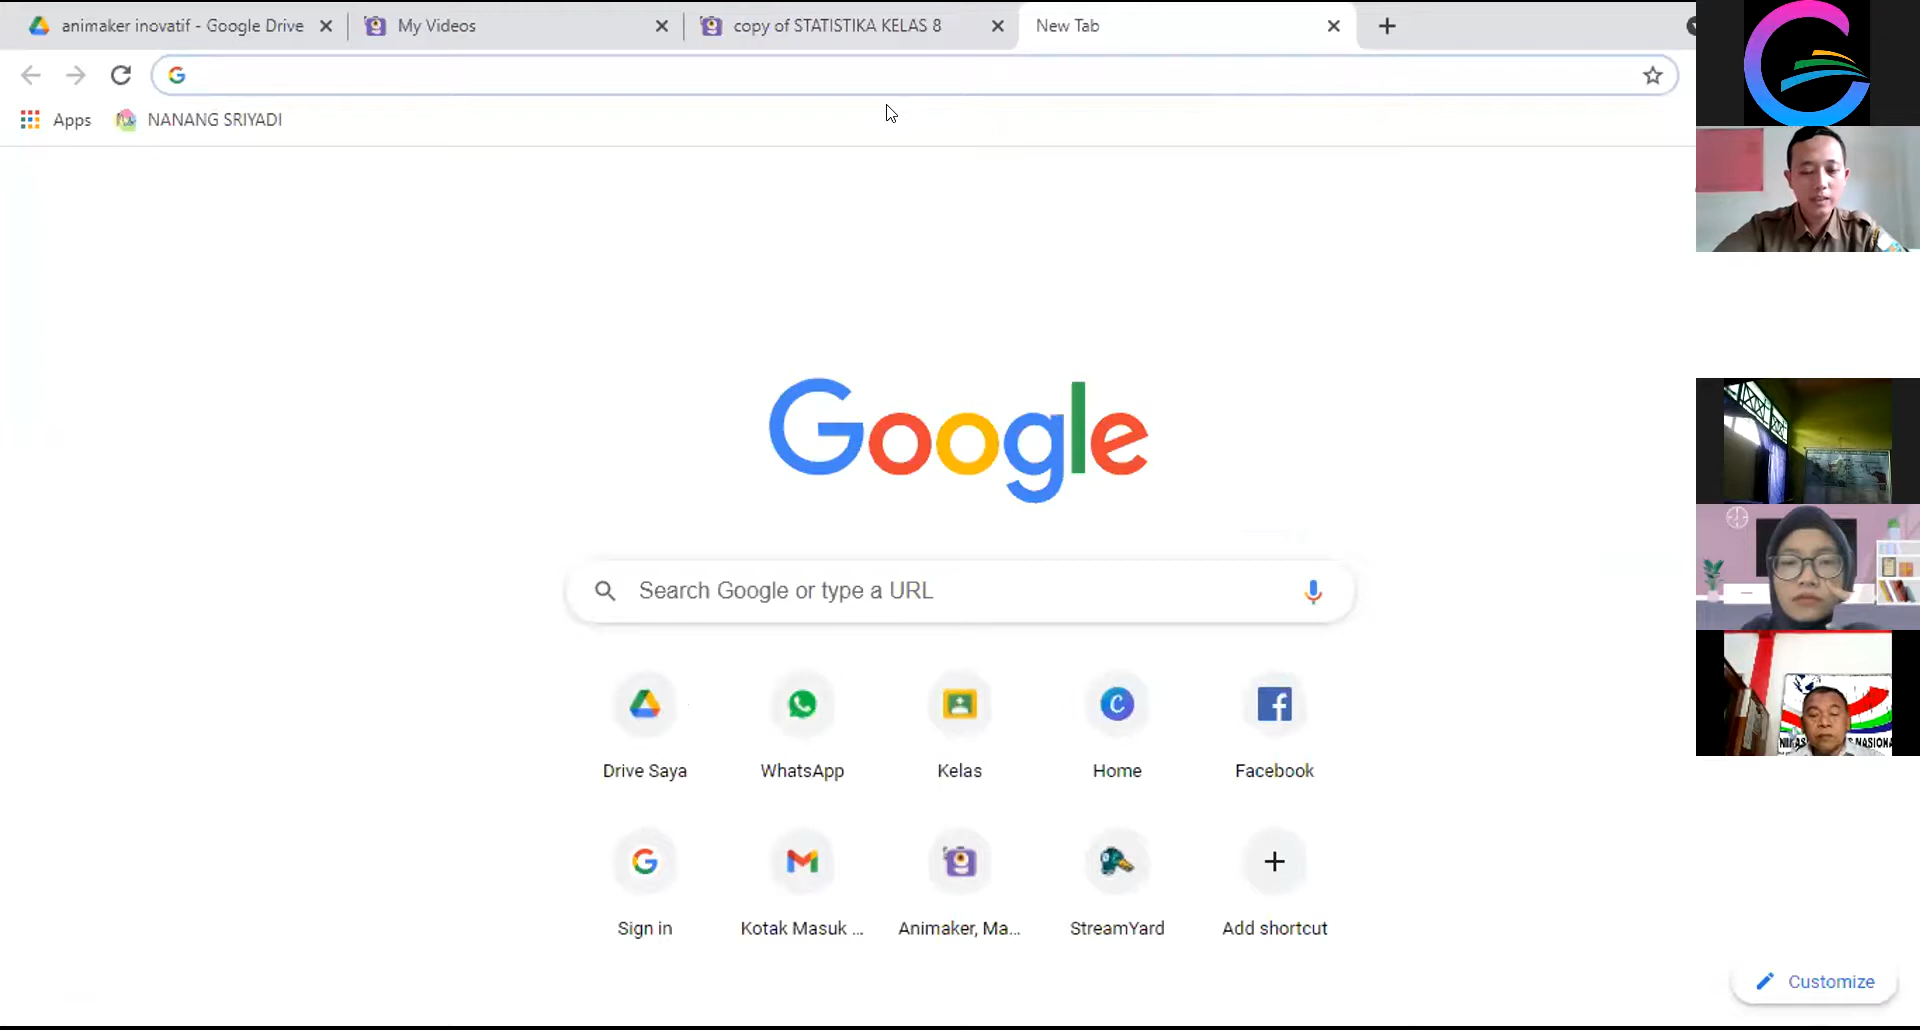 animaker inovatif - Google Drive
My Videos
copy of STATISTIKA KELAS 8
New Tab
Apps
NANANG SRIYADI
Google
Search Google or type a URL
Drive Saya
WhatsApp
Kelas
Home
Facebook
Sign in
Kotak Masuk ...
Animaker, Ma...
StreamYard
Add shortcut
Customize